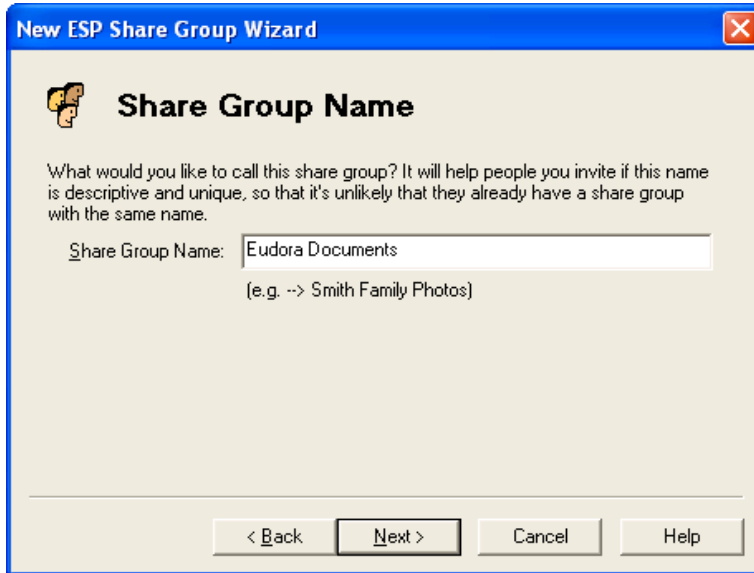 New ESP Share Group Wizard
Share Group Name
What would you like to call this share group? It will help people you invite if this name
is descriptive and unique, so that it's unlikely that they already have a share group
with the same name.
Share Group Name: Eudora Documents
(e.g. --> Smith Family Photos)
< Back Next > Cancel Help